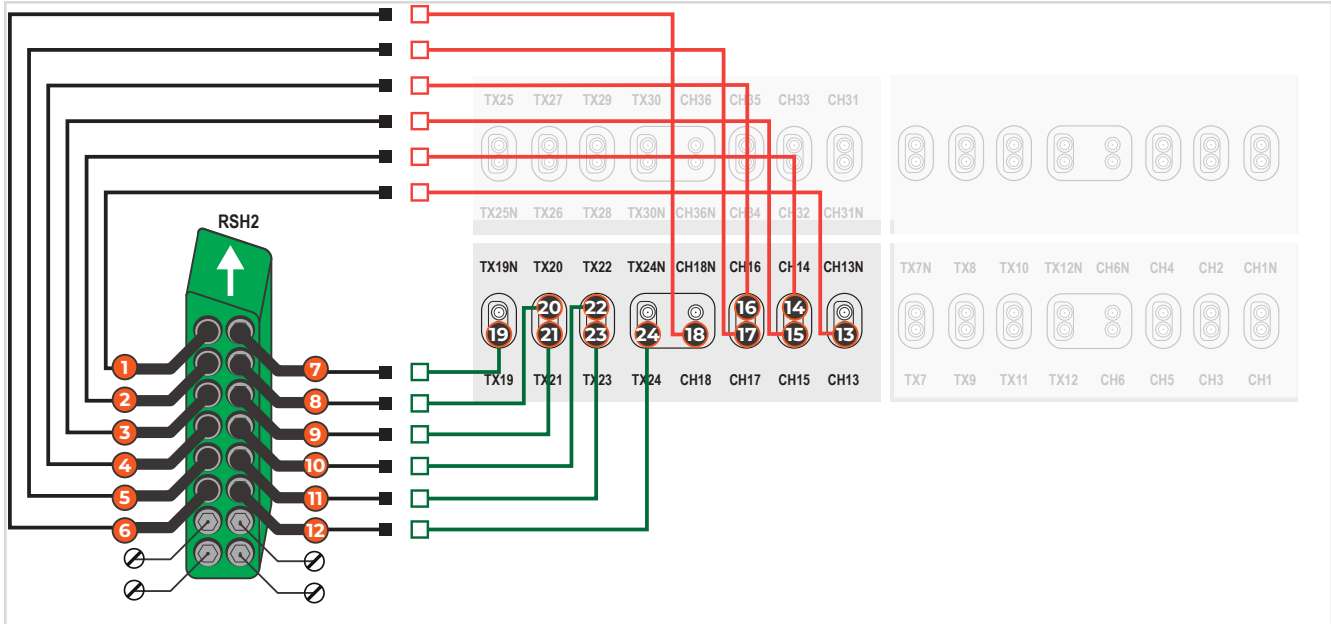 TX25 TX27 TX29 TX30 CH36 CH35 CH33 CH31
TX25N TX26 TX28 TX30N CH36N CH34 CH32 CH31N
RSH2
TX19N TX20 TX22 TX24N CH18N CH16 CH14 CH13N
TX7N TX8 TX10 TX12N CH6N CH4 CH2 CH1N
20 22 16 14
19 21 23 24 18 17 15 13
TX19 TX21 TX23 TX24 CH18 CH17 CH15 CH13
TX7 TX9 TX11 TX12 CH6 CH5 CH3 CH1
1 7
2 8
3 9
4 10
5 11
6 12